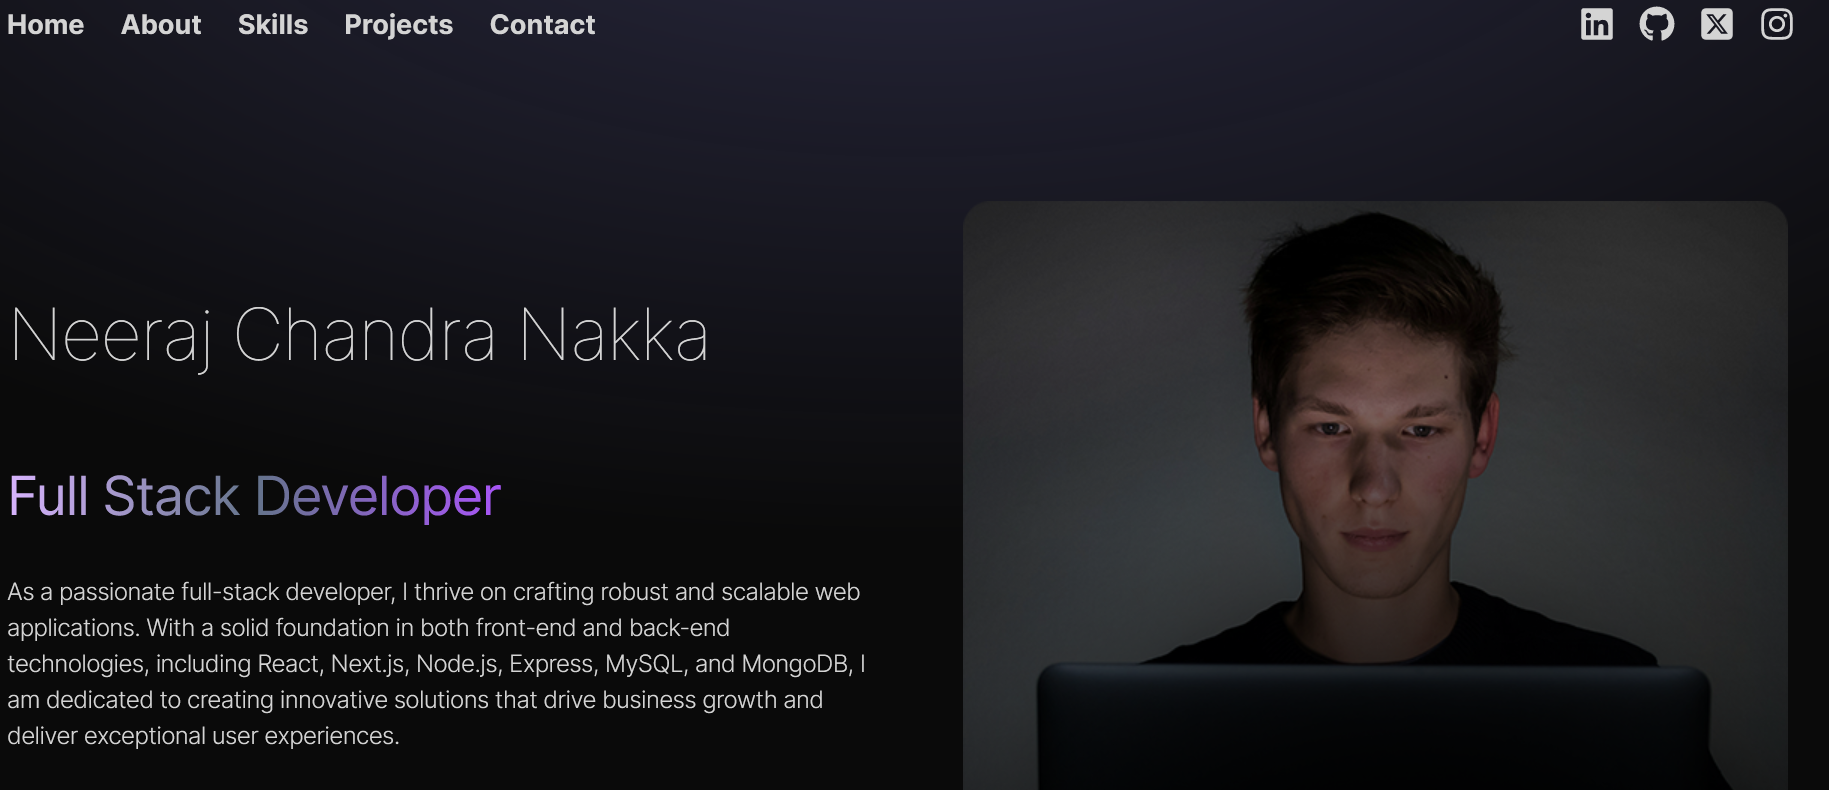 Home About Skills Projects Contact
Neeraj Chandra Nakka
Full Stack Developer
As a passionate full-stack developer, I thrive on crafting robust and scalable web
applications. With a solid foundation in both front-end and back-end
technologies, including React, Next.js, Node.js, Express, MySQL, and MongoDB, I
am dedicated to creating innovative solutions that drive business growth and
deliver exceptional user experiences.